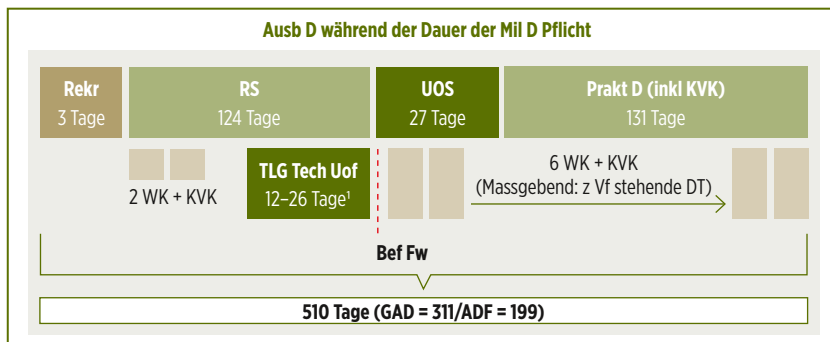 Ausb D während der Dauer der Mil D Pflicht
Rekr
3 Tage
RS
124 Tage
UOS
27 Tage
Prakt D (inkl KVK)
131 Tage
2 WK + KVK
TLG Tech Uof
12–26 Tage¹
6 WK + KVK
(Massgebend: z Vf stehende DT)
Bef Fw
510 Tage (GAD = 311/ADF = 199)